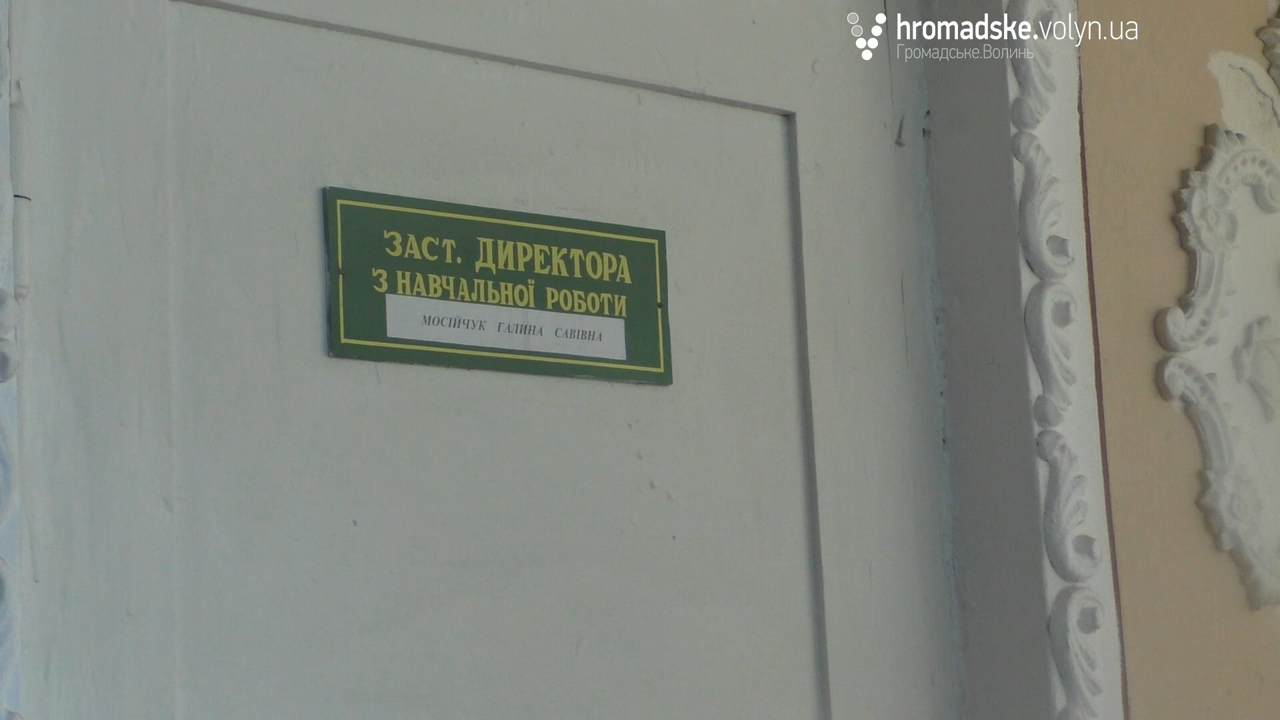 hromadske.volyn.ua
Громадське.Волинь
ЗАСТ. ДИРЕКТОРА
З НАВЧАЛЬНОЇ РОБОТИ
МОСІЙЧУК ГАЛИНА САВІВНА